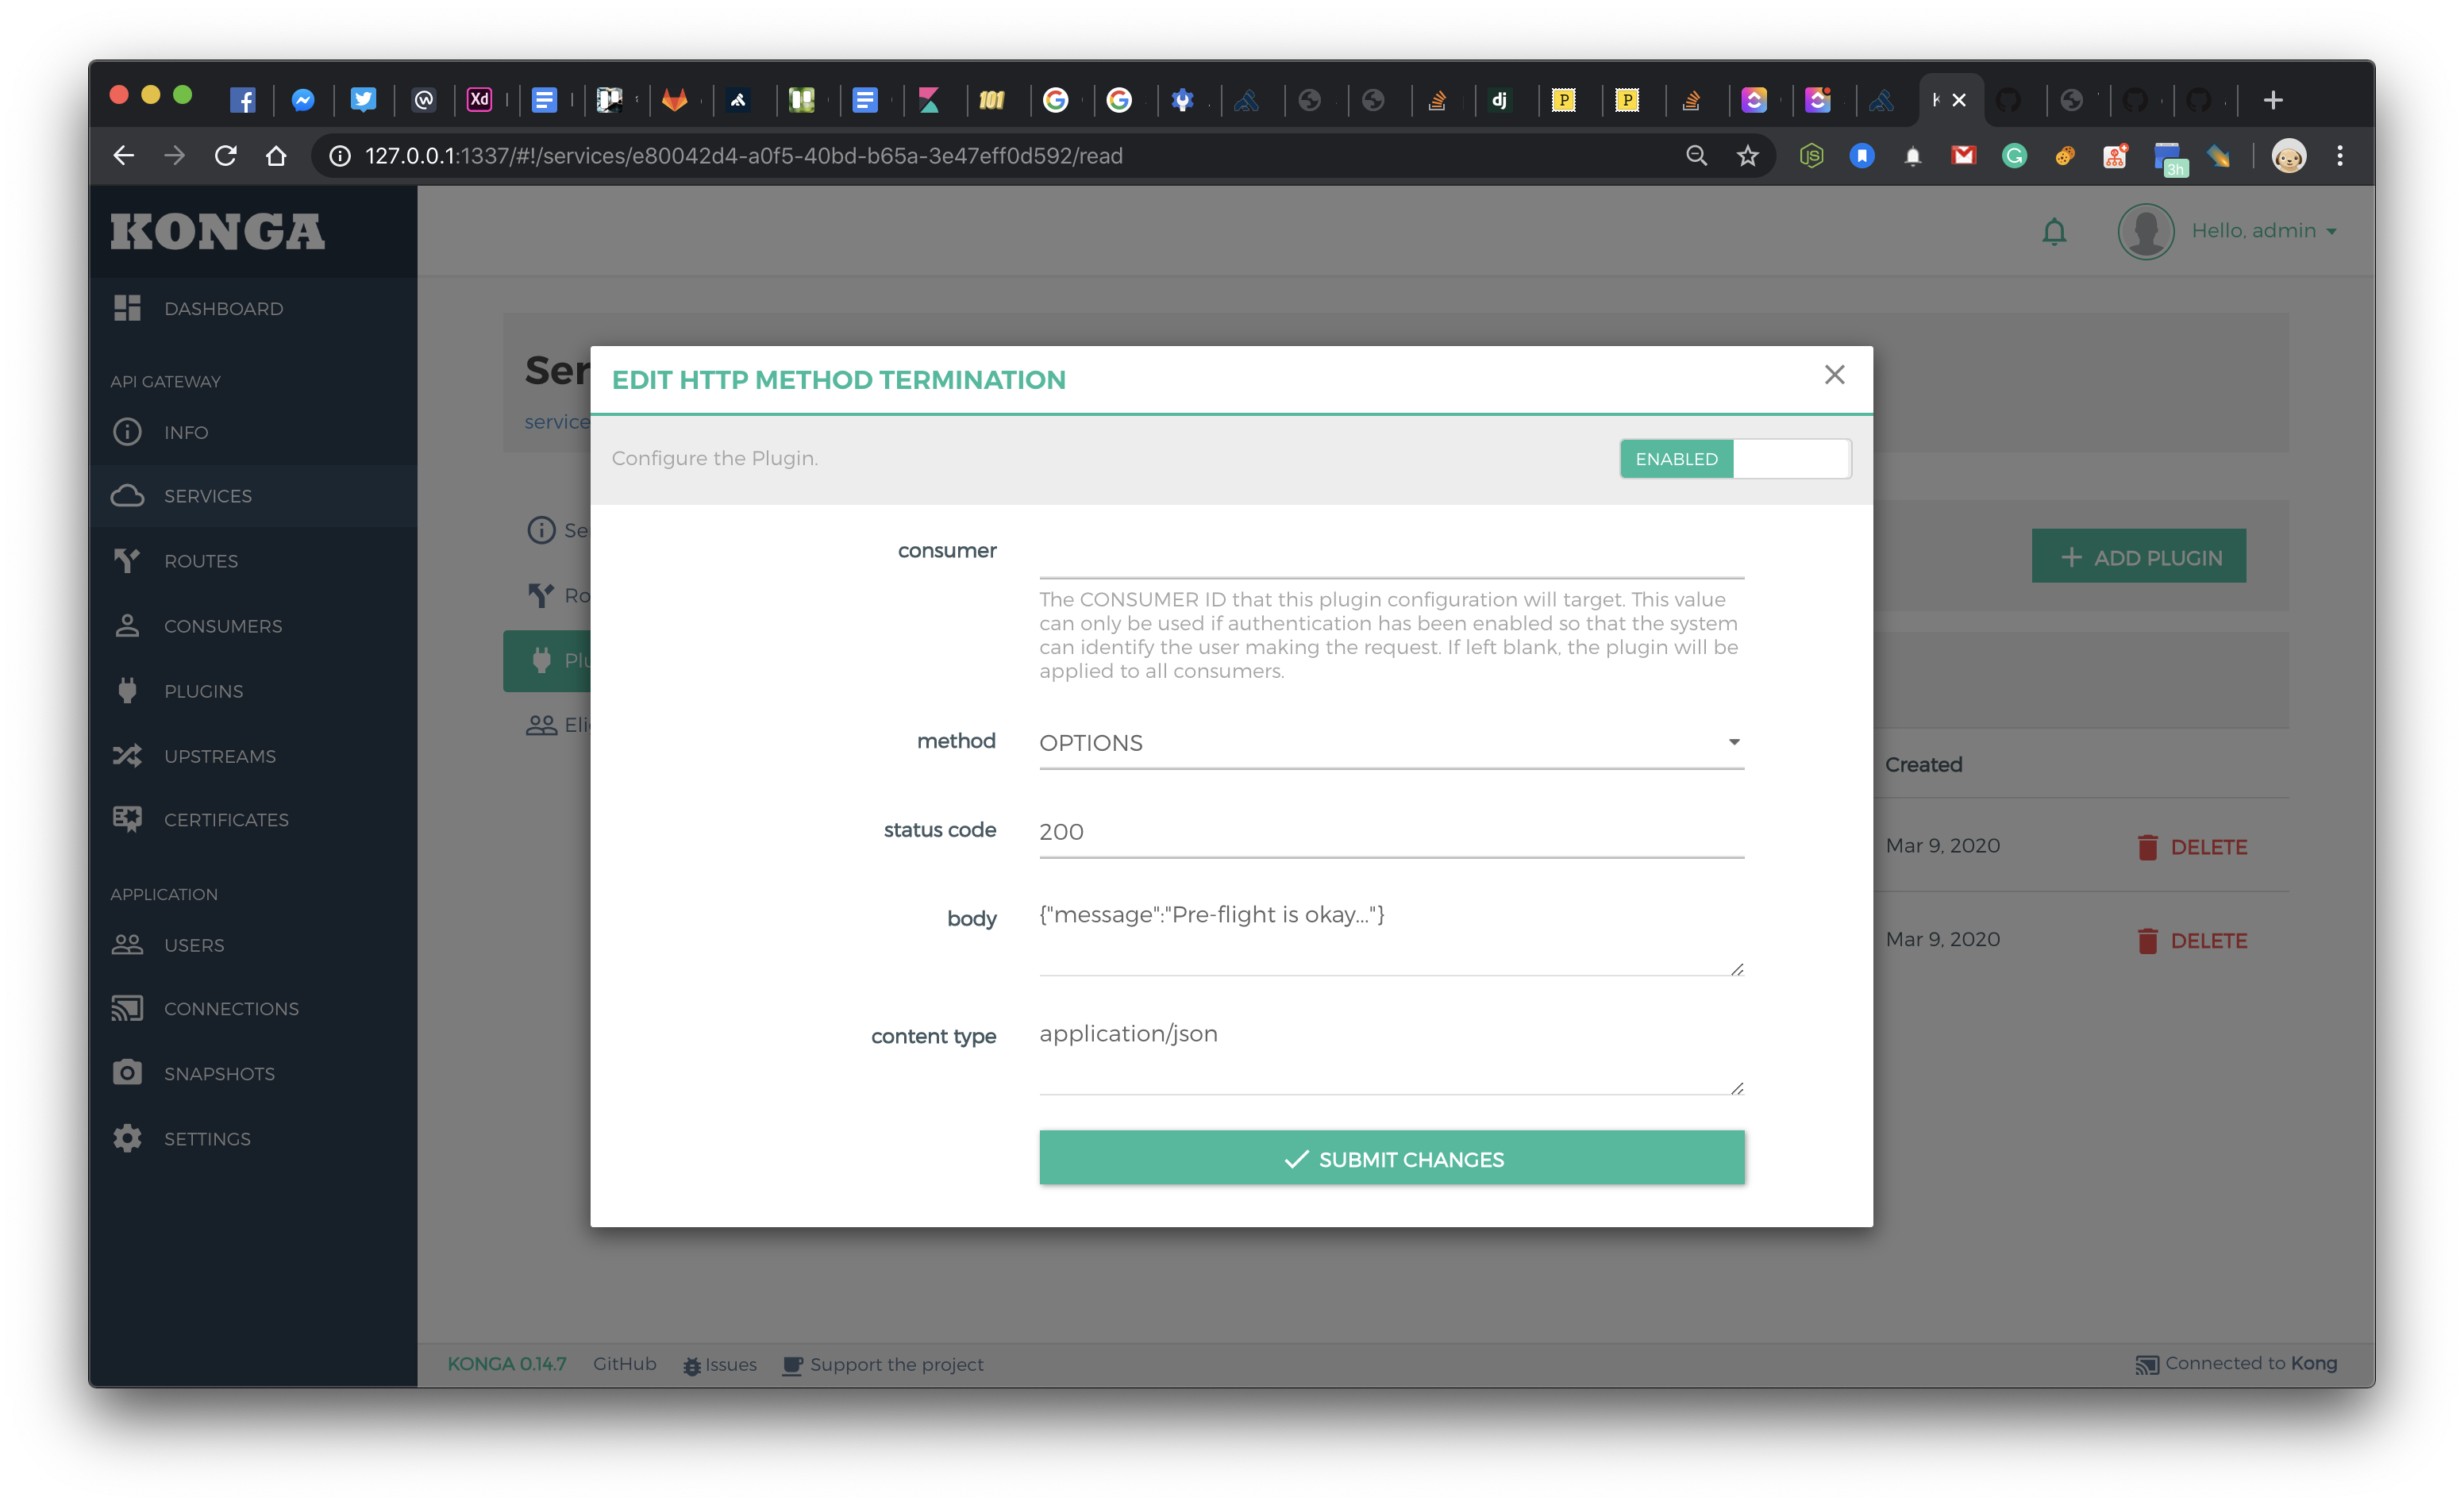 Xd
101
dj
P
P
127.0.0.1:1337/#!/services/e80042d4-a0f5-40bd-b65a-3e47eff0d592/read
JS
3h
KONGA
Hello, admin
DASHBOARD
API GATEWAY
INFO
SERVICES
ROUTES
CONSUMERS
PLUGINS
UPSTREAMS
CERTIFICATES
APPLICATION
USERS
CONNECTIONS
SNAPSHOTS
SETTINGS
Ser
service
Se
Ro
Plu
Eli
ADD PLUGIN
Created
Mar 9, 2020 DELETE
Mar 9, 2020 DELETE
EDIT HTTP METHOD TERMINATION
Configure the Plugin.
ENABLED
consumer
The CONSUMER ID that this plugin configuration will target. This value
can only be used if authentication has been enabled so that the system
can identify the user making the request. If left blank, the plugin will be
applied to all consumers.
method OPTIONS
status code 200
body {"message":"Pre-flight is okay..."}
content type application/json
SUBMIT CHANGES
KONGA 0.14.7 GitHub Issues Support the project
Connected to Kong